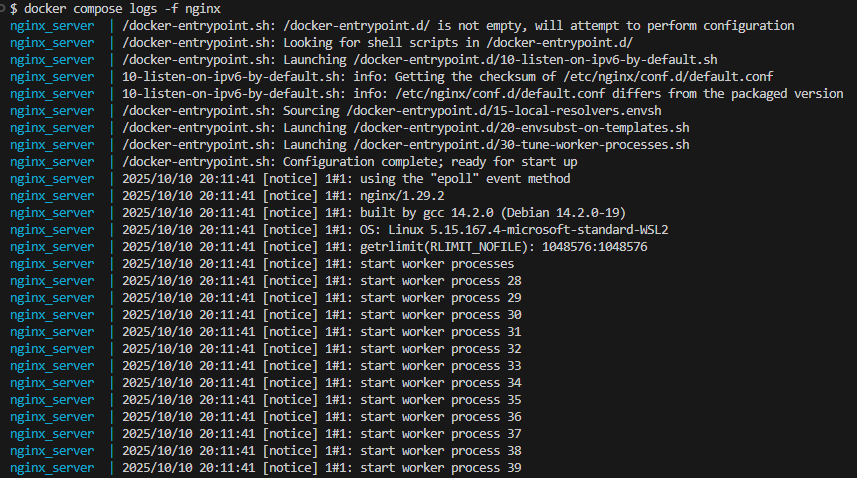 $ docker compose logs -f nginx
nginx_server | /docker-entrypoint.sh: /docker-entrypoint.d/ is not empty, will attempt to perform configuration
nginx_server | /docker-entrypoint.sh: Looking for shell scripts in /docker-entrypoint.d/
nginx_server | /docker-entrypoint.sh: Launching /docker-entrypoint.d/10-listen-on-ipv6-by-default.sh
nginx_server | 10-listen-on-ipv6-by-default.sh: info: Getting the checksum of /etc/nginx/conf.d/default.conf
nginx_server | 10-listen-on-ipv6-by-default.sh: info: /etc/nginx/conf.d/default.conf differs from the packaged version
nginx_server | /docker-entrypoint.sh: Sourcing /docker-entrypoint.d/15-local-resolvers.envsh
nginx_server | /docker-entrypoint.sh: Launching /docker-entrypoint.d/20-envsubst-on-templates.sh
nginx_server | /docker-entrypoint.sh: Launching /docker-entrypoint.d/30-tune-worker-processes.sh
nginx_server | /docker-entrypoint.sh: Configuration complete; ready for start up
nginx_server | 2025/10/10 20:11:41 [notice] 1#1: using the "epoll" event method
nginx_server | 2025/10/10 20:11:41 [notice] 1#1: nginx/1.29.2
nginx_server | 2025/10/10 20:11:41 [notice] 1#1: built by gcc 14.2.0 (Debian 14.2.0-19)
nginx_server | 2025/10/10 20:11:41 [notice] 1#1: OS: Linux 5.15.167.4-microsoft-standard-WSL2
nginx_server | 2025/10/10 20:11:41 [notice] 1#1: getrlimit(RLIMIT_NOFILE): 1048576:1048576
nginx_server | 2025/10/10 20:11:41 [notice] 1#1: start worker processes
nginx_server | 2025/10/10 20:11:41 [notice] 1#1: start worker process 28
nginx_server | 2025/10/10 20:11:41 [notice] 1#1: start worker process 29
nginx_server | 2025/10/10 20:11:41 [notice] 1#1: start worker process 30
nginx_server | 2025/10/10 20:11:41 [notice] 1#1: start worker process 31
nginx_server | 2025/10/10 20:11:41 [notice] 1#1: start worker process 32
nginx_server | 2025/10/10 20:11:41 [notice] 1#1: start worker process 33
nginx_server | 2025/10/10 20:11:41 [notice] 1#1: start worker process 34
nginx_server | 2025/10/10 20:11:41 [notice] 1#1: start worker process 35
nginx_server | 2025/10/10 20:11:41 [notice] 1#1: start worker process 36
nginx_server | 2025/10/10 20:11:41 [notice] 1#1: start worker process 37
nginx_server | 2025/10/10 20:11:41 [notice] 1#1: start worker process 38
nginx_server | 2025/10/10 20:11:41 [notice] 1#1: start worker process 39